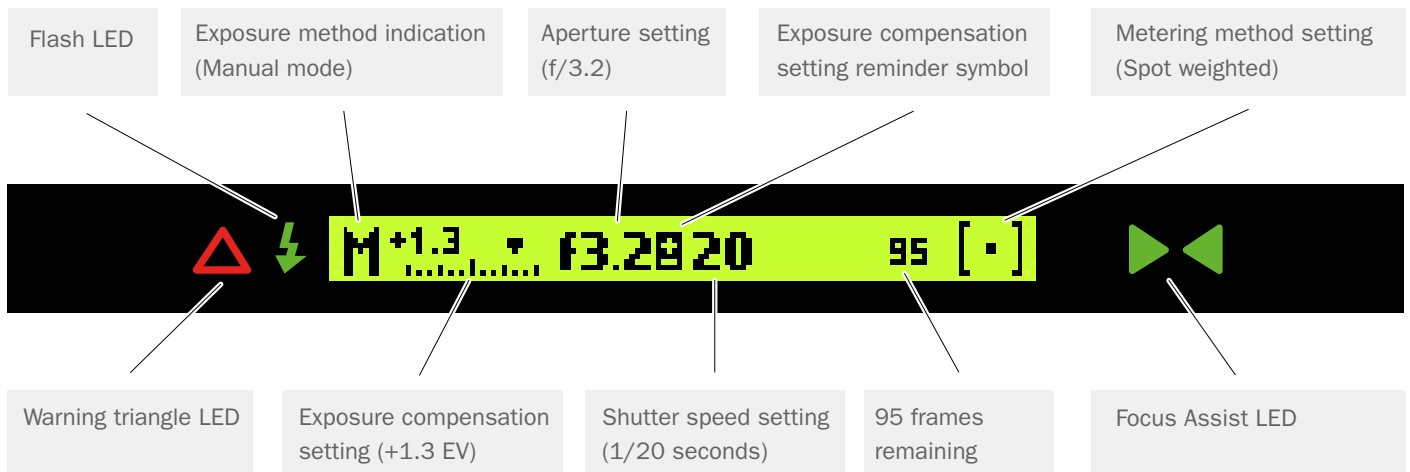 Flash LED
Exposure method indication
(Manual mode)
Aperture setting
(f/3.2)
Exposure compensation
setting reminder symbol
Metering method setting
(Spot weighted)
M +1.3 f3.2 20 95 [ · ]
Warning triangle LED
Exposure compensation
setting (+1.3 EV)
Shutter speed setting
(1/20 seconds)
95 frames
remaining
Focus Assist LED